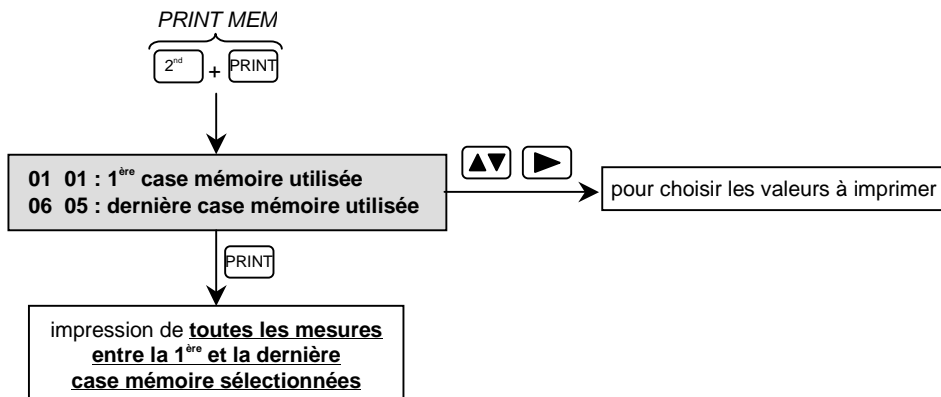 PRINT MEM
2nd + PRINT
01 01 : 1ère case mémoire utilisée
06 05 : dernière case mémoire utilisée
pour choisir les valeurs à imprimer
PRINT
impression de toutes les mesures
entre la 1ère et la dernière
case mémoire sélectionnées